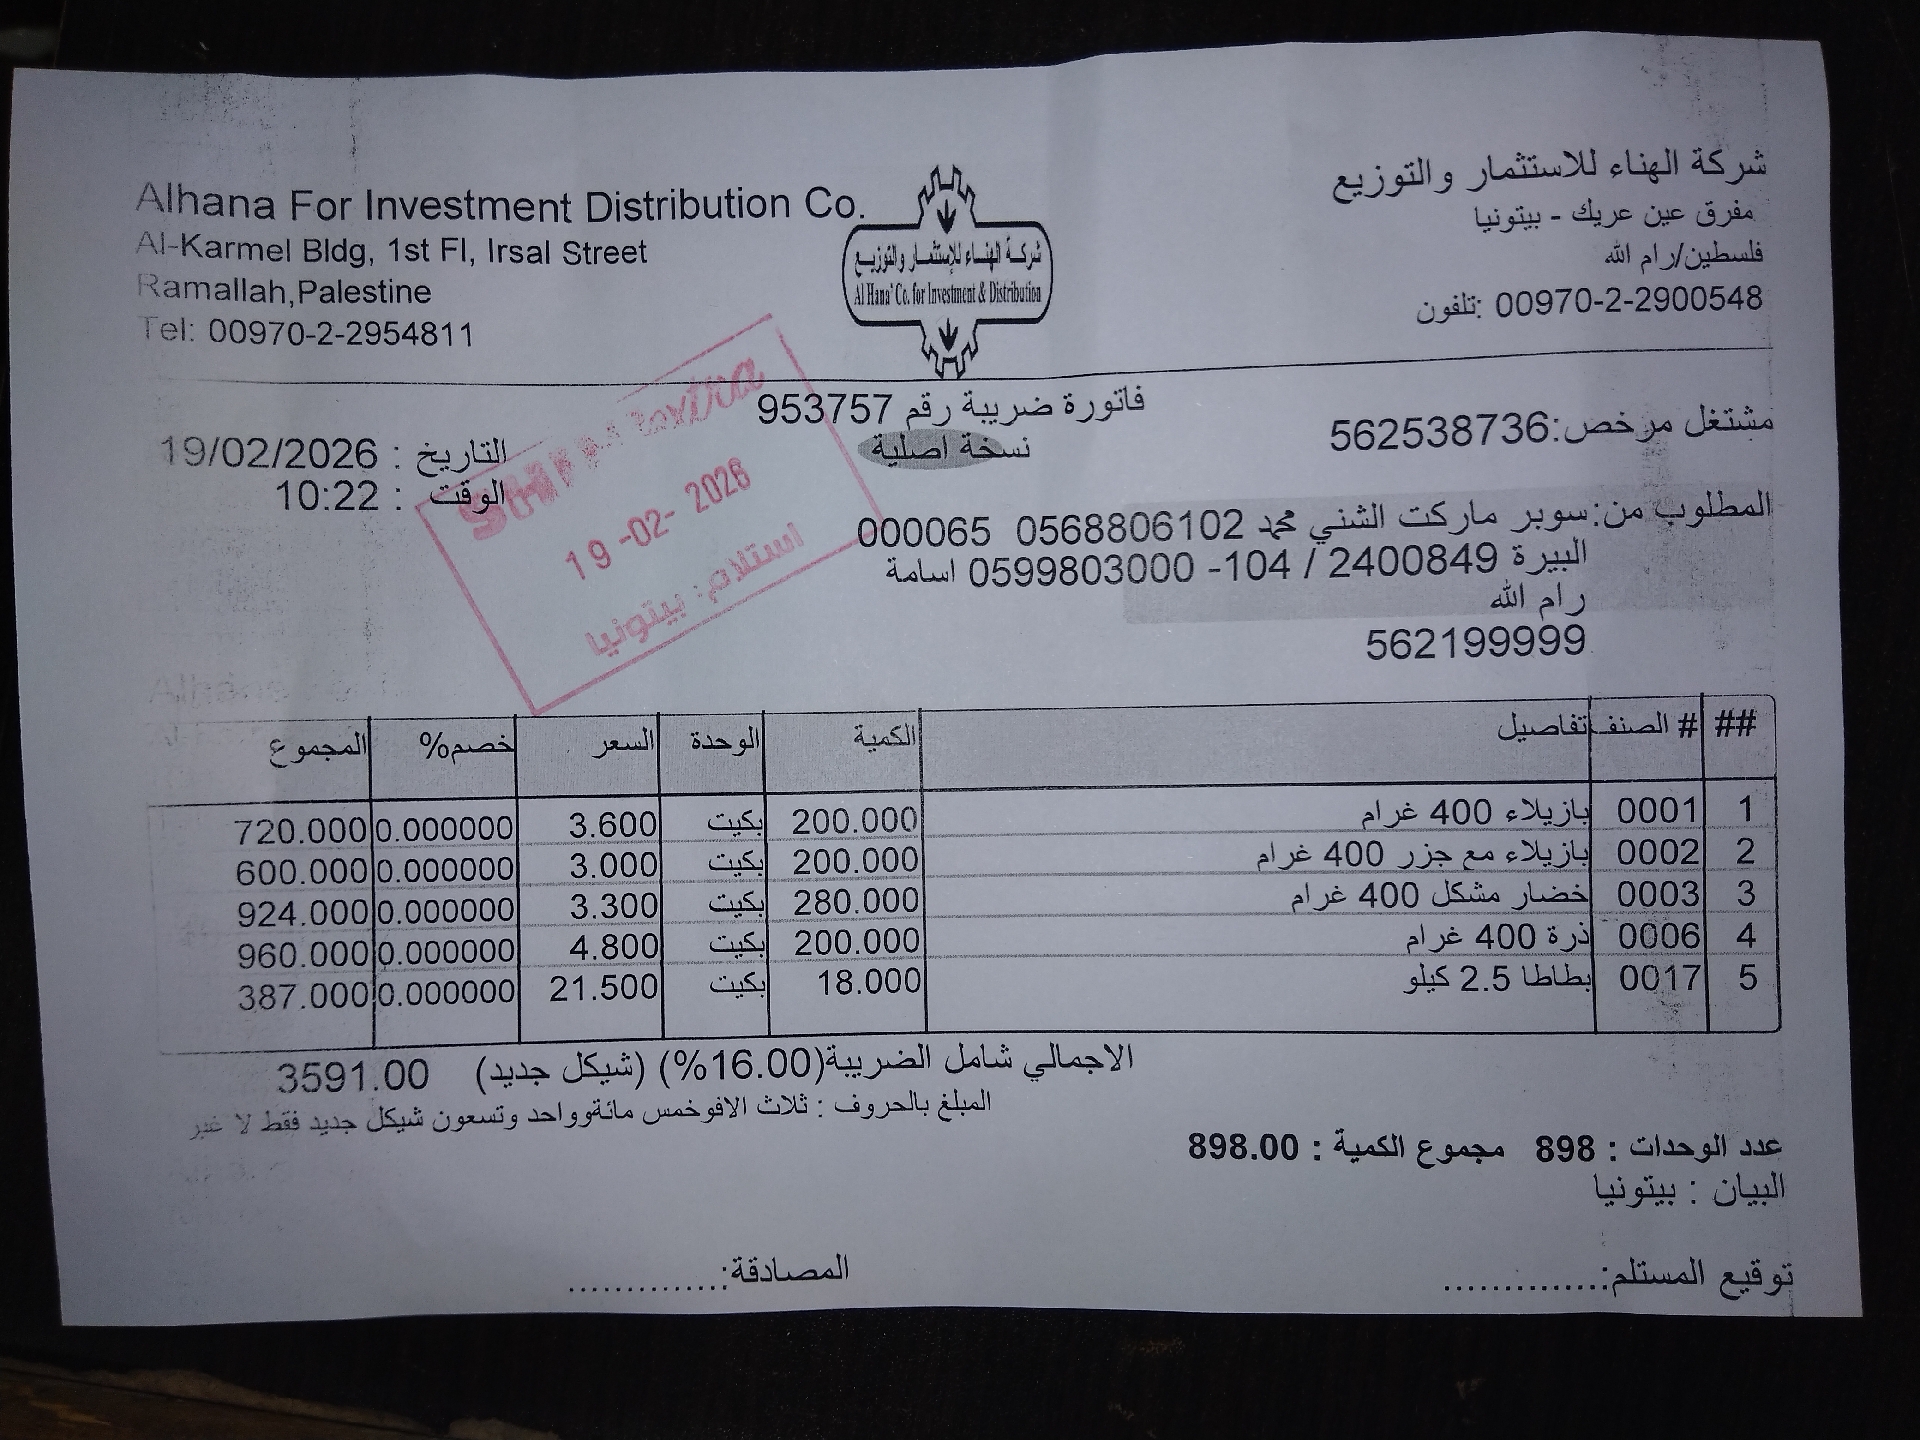 Alhana For Investment Distribution Co.
Al-Karmel Bldg, 1st Fl, Irsal Street
Ramallah,Palestine
Tel: 00970-2-2954811
شركة الهناء للإستثمار والتوزيع
Al Hana' Co. for Investment & Distribution
شركة الهناء للاستثمار والتوزيع
مفرق عين عريك - بيتونيا
فلسطين/رام الله
تلفون: 00970-2-2900548
فاتورة ضريبة رقم 953757
نسخة اصلية
مشتغل مرخص:562538736
التاريخ : 19/02/2026
الوقت : 10:22
19-02-2026
استلام: بيتونيا
المطلوب من:سوبر ماركت الشني محمد 0568806102 000065
البيرة 2400849 / 104- 0599803000 اسامة
رام الله
562199999
## # الصنف تفاصيل الكمية الوحدة السعر خصم% المجموع
1 0001 بازيلاء 400 غرام 200.000 بكيت 3.600 0.000000 720.000
2 0002 بازيلاء مع جزر 400 غرام 200.000 بكيت 3.000 0.000000 600.000
3 0003 خضار مشكل 400 غرام 280.000 بكيت 3.300 0.000000 924.000
4 0006 ذرة 400 غرام 200.000 بكيت 4.800 0.000000 960.000
5 0017 بطاطا 2.5 كيلو 18.000 بكيت 21.500 0.000000 387.000
الاجمالي شامل الضريبة(16.00%) (شيكل جديد) 3591.00
المبلغ بالحروف : ثلاث الافوخمس مائةوواحد وتسعون شيكل جديد فقط لا غير
عدد الوحدات : 898 مجموع الكمية : 898.00
البيان : بيتونيا
توقيع المستلم:..............
المصادقة:..............